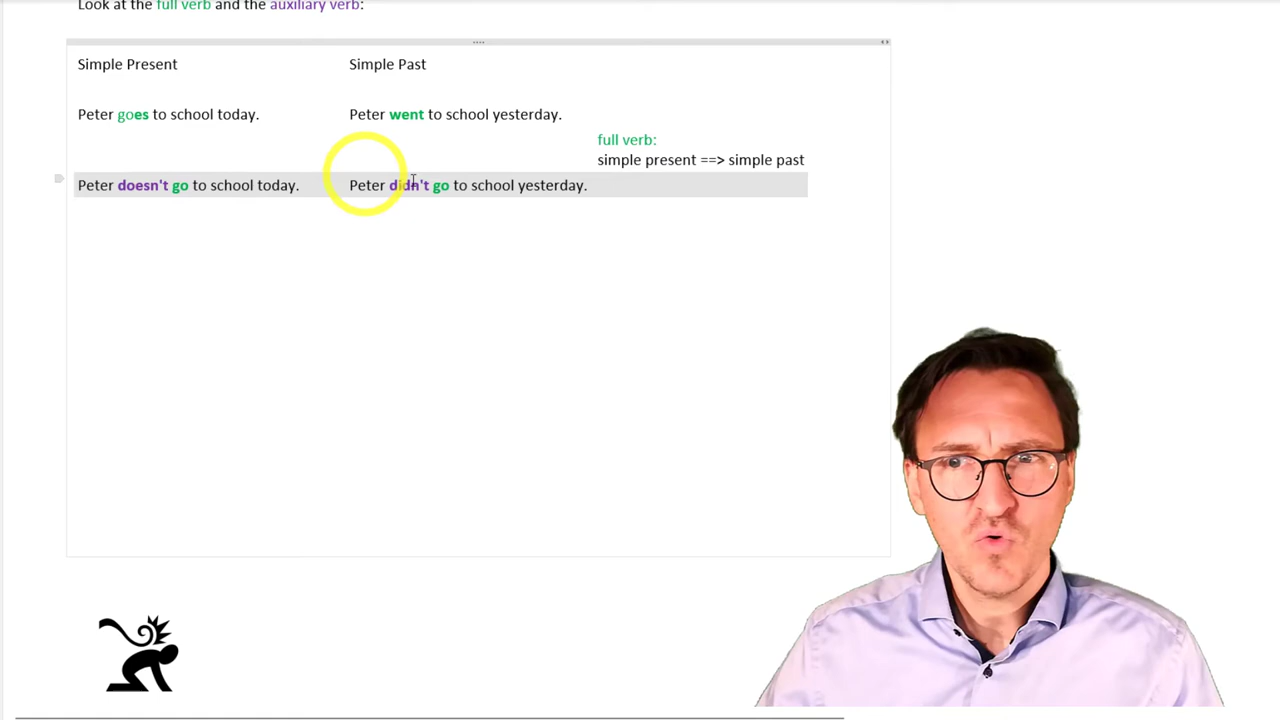 Look at the full verb and the auxiliary verb:
Simple Present Simple Past
Peter goes to school today. Peter went to school yesterday.
full verb:
simple present ==> simple past
Peter doesn't go to school today. Peter didn't go to school yesterday.